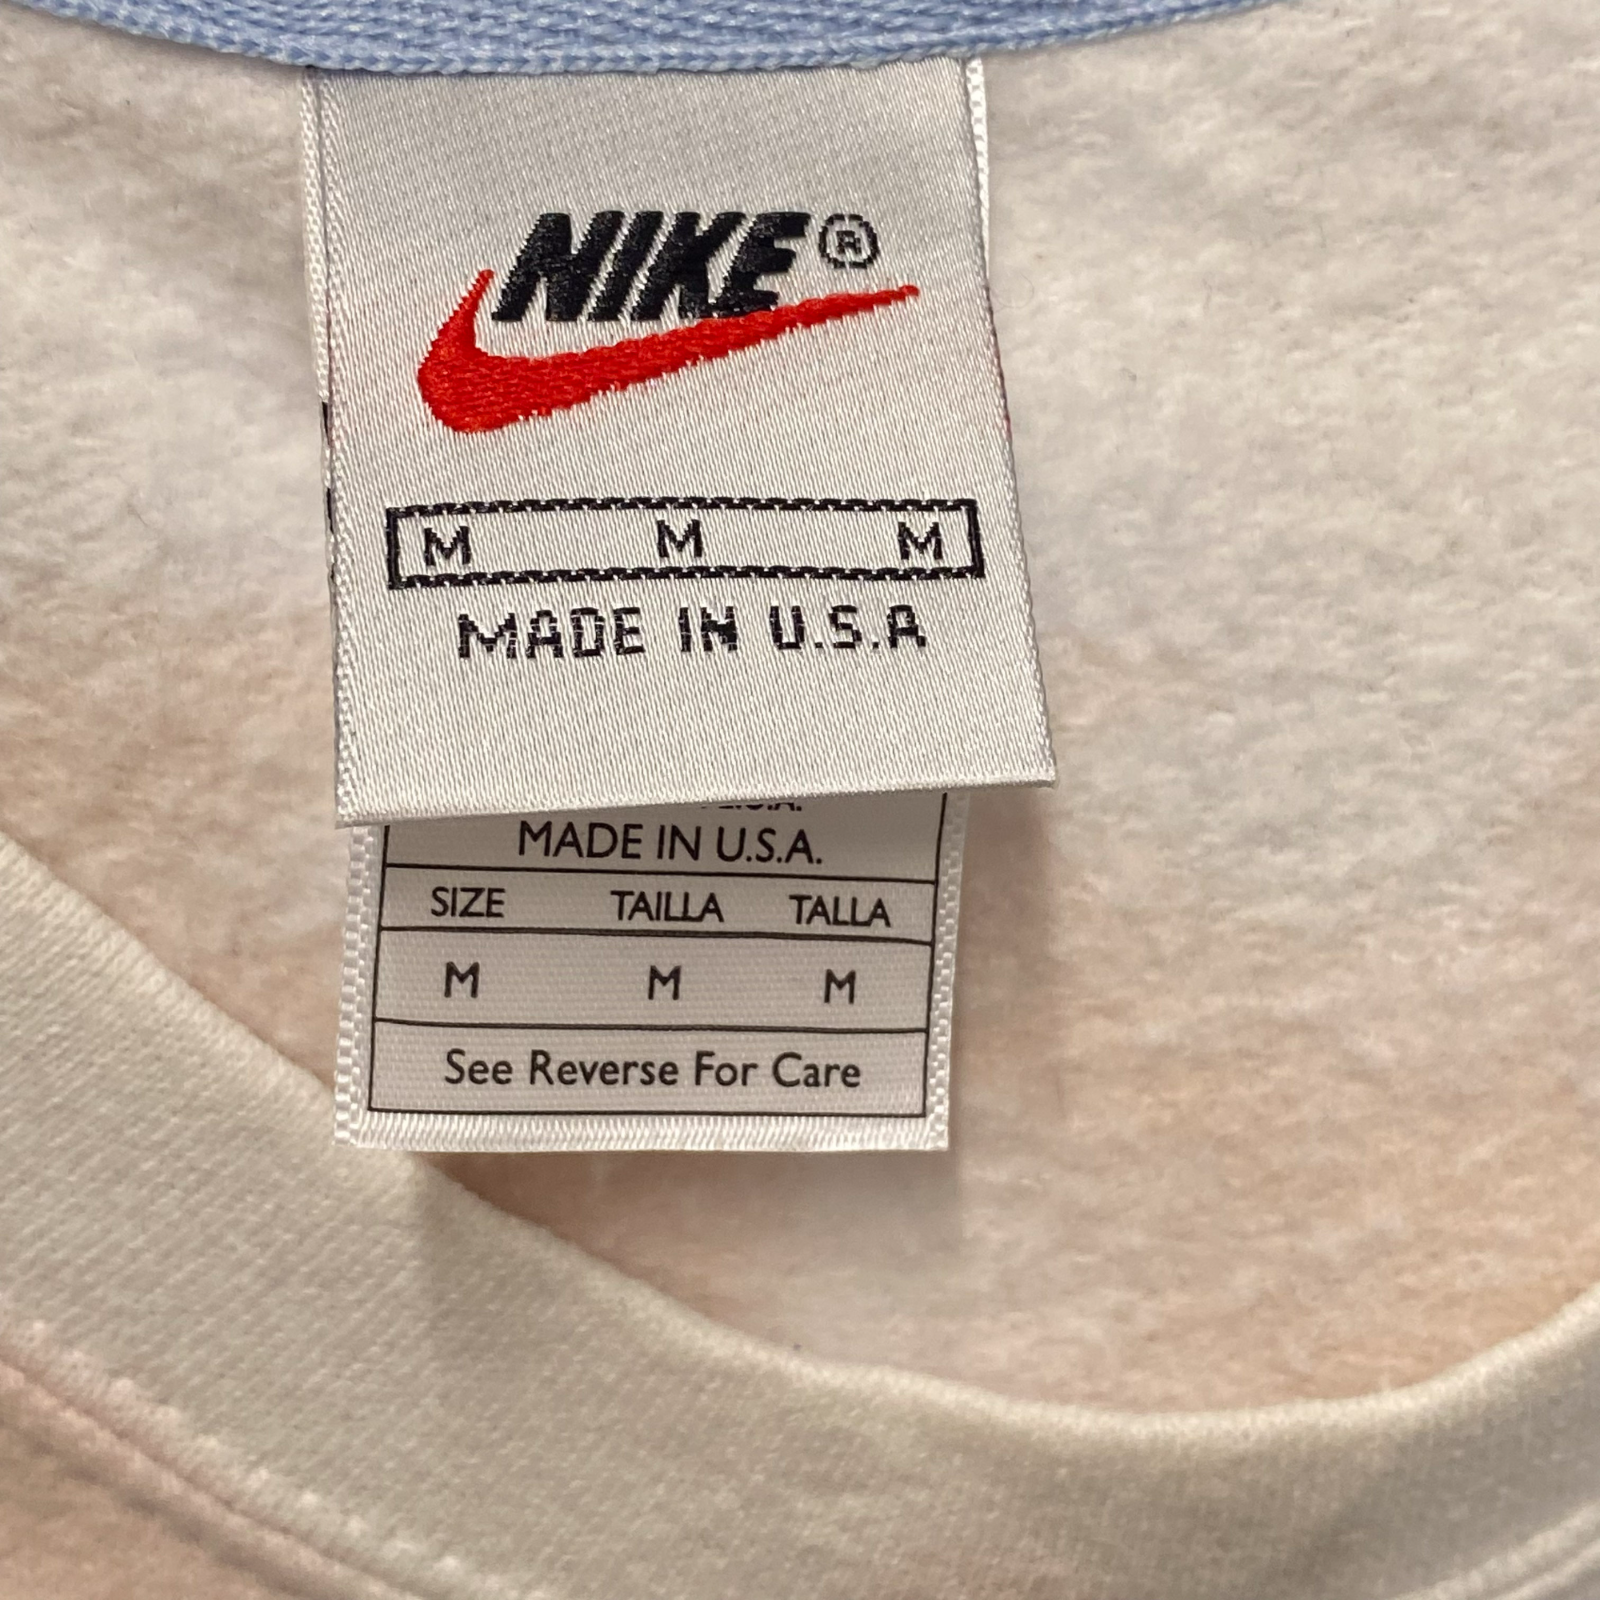 NIKE®
M M M
MADE IN U.S.A
MADE IN U.S.A.
SIZE TAILLA TALLA
M M M
See Reverse For Care